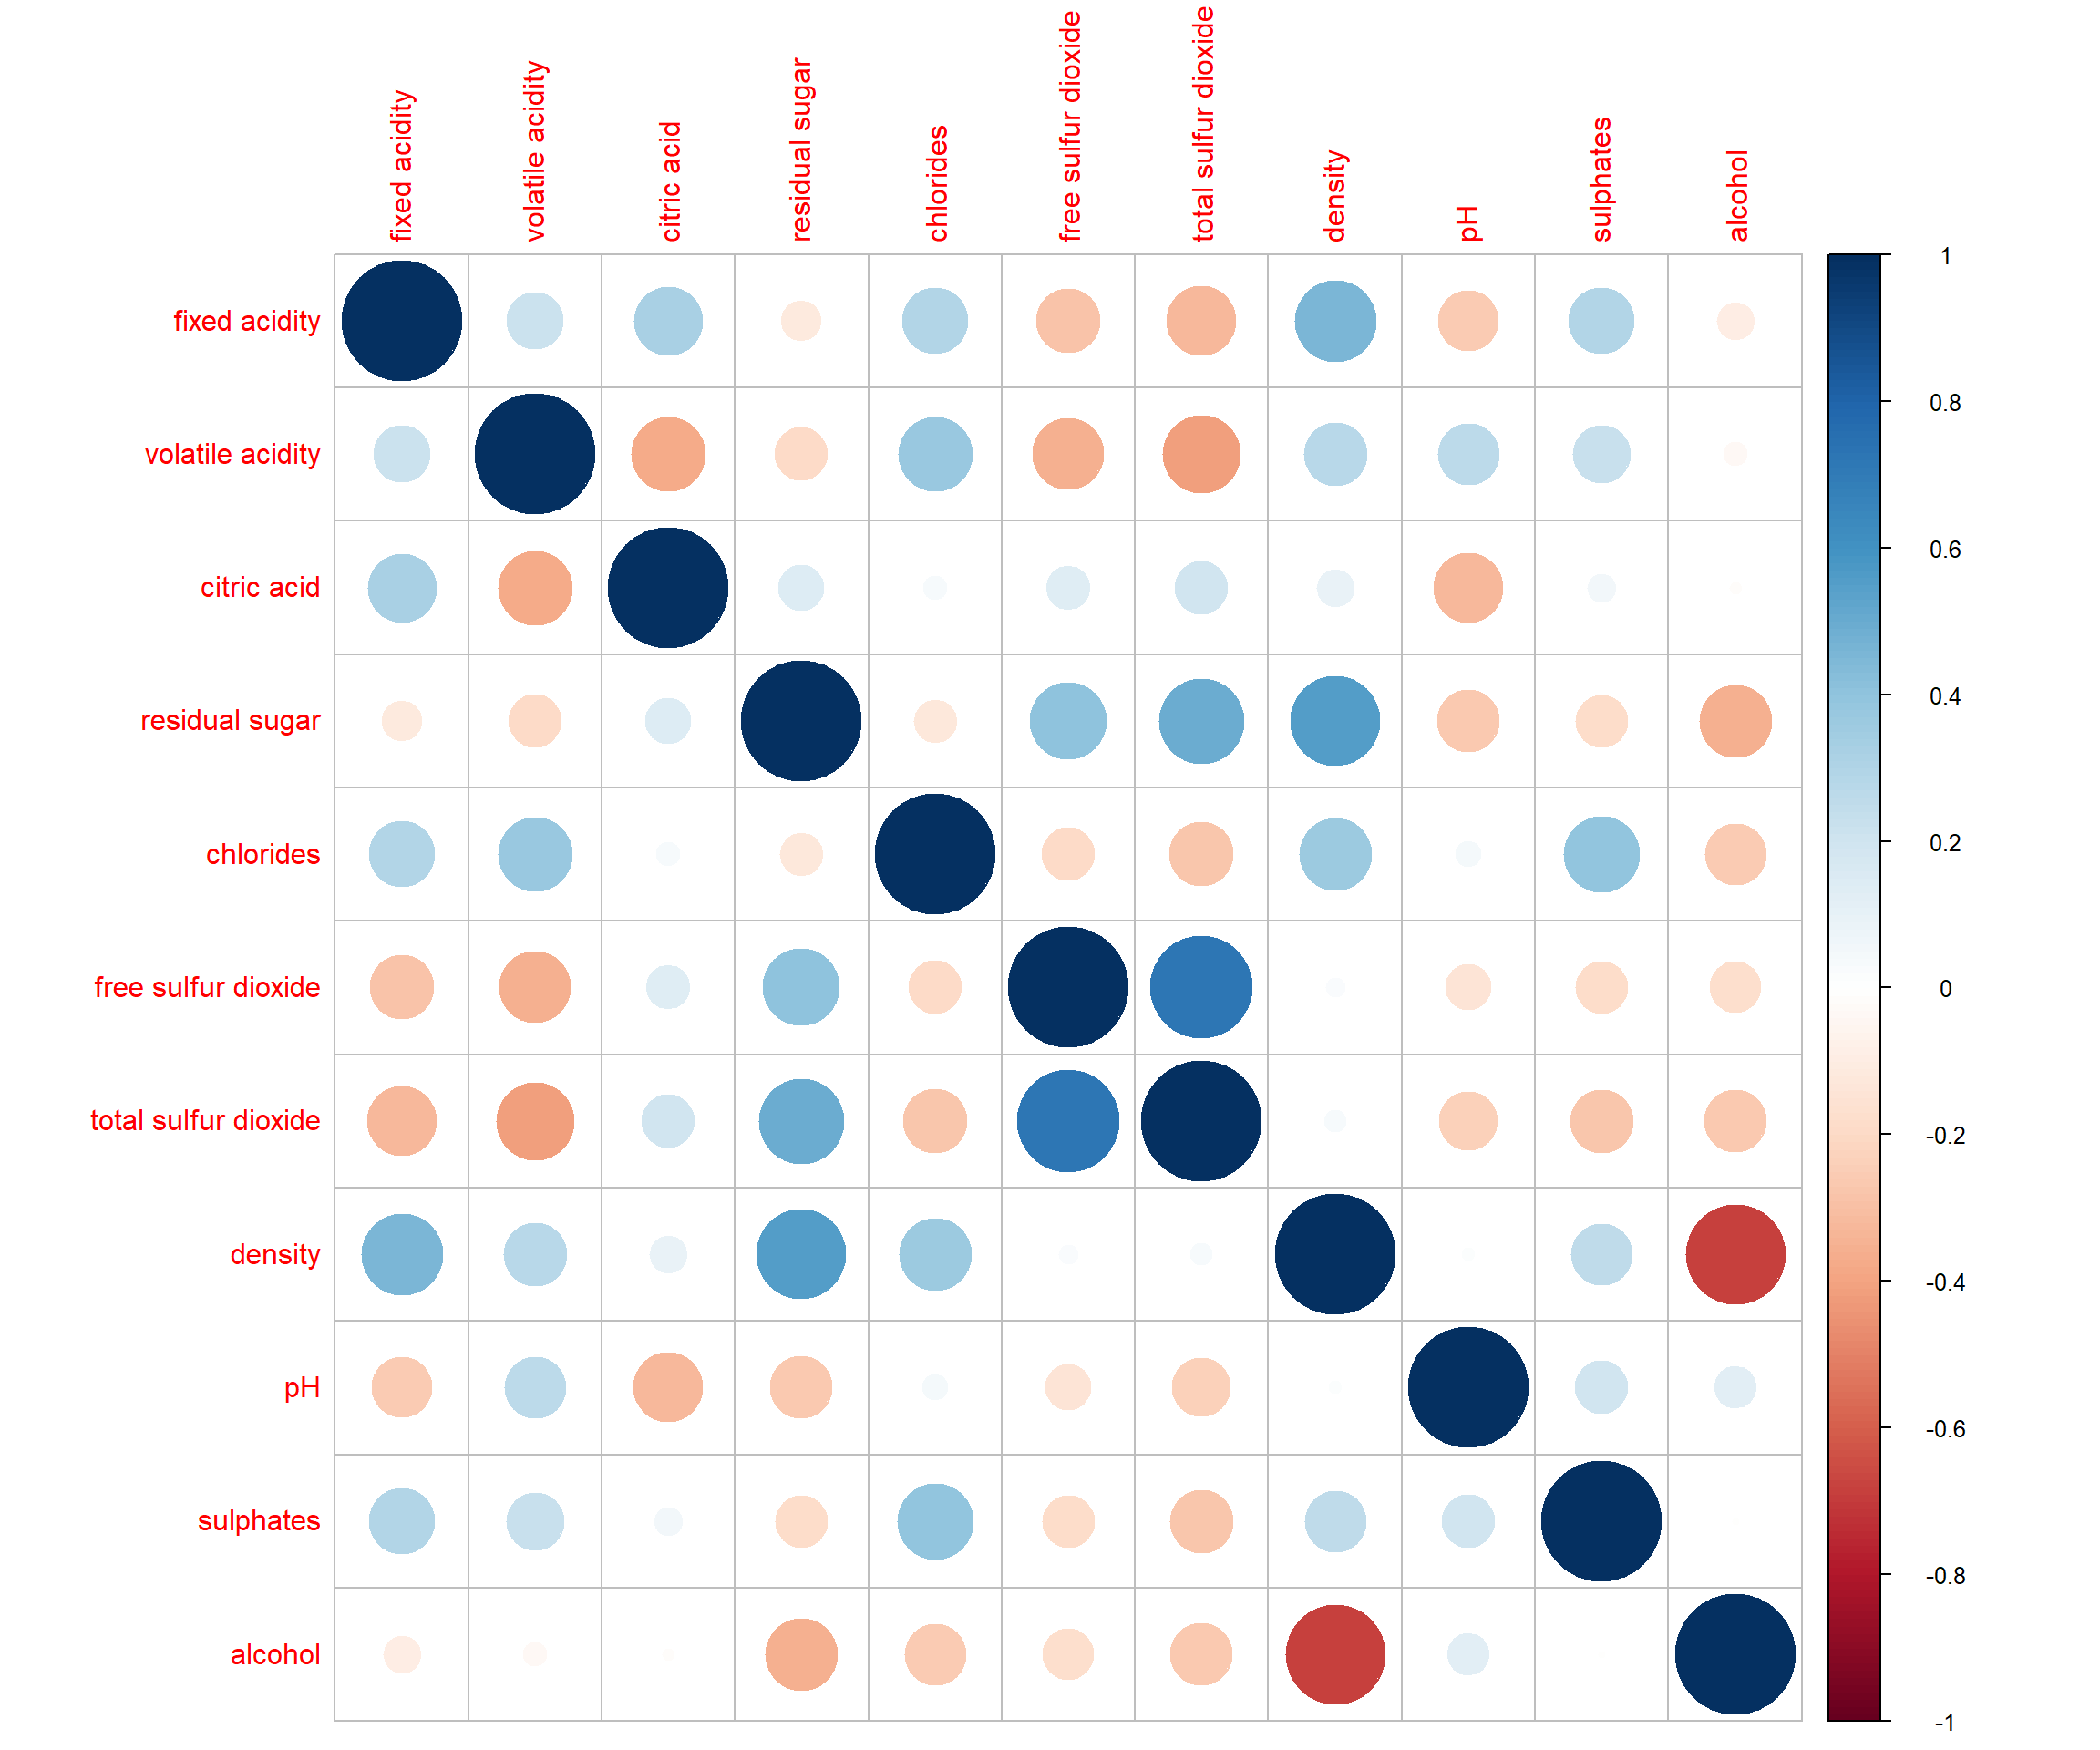 fixed acidity
volatile acidity
citric acid
residual sugar
chlorides
free sulfur dioxide
total sulfur dioxide
density
pH
sulphates
alcohol
fixed acidity
volatile acidity
citric acid
residual sugar
chlorides
free sulfur dioxide
total sulfur dioxide
density
pH
sulphates
alcohol
1
0.8
0.6
0.4
0.2
0
-0.2
-0.4
-0.6
-0.8
-1